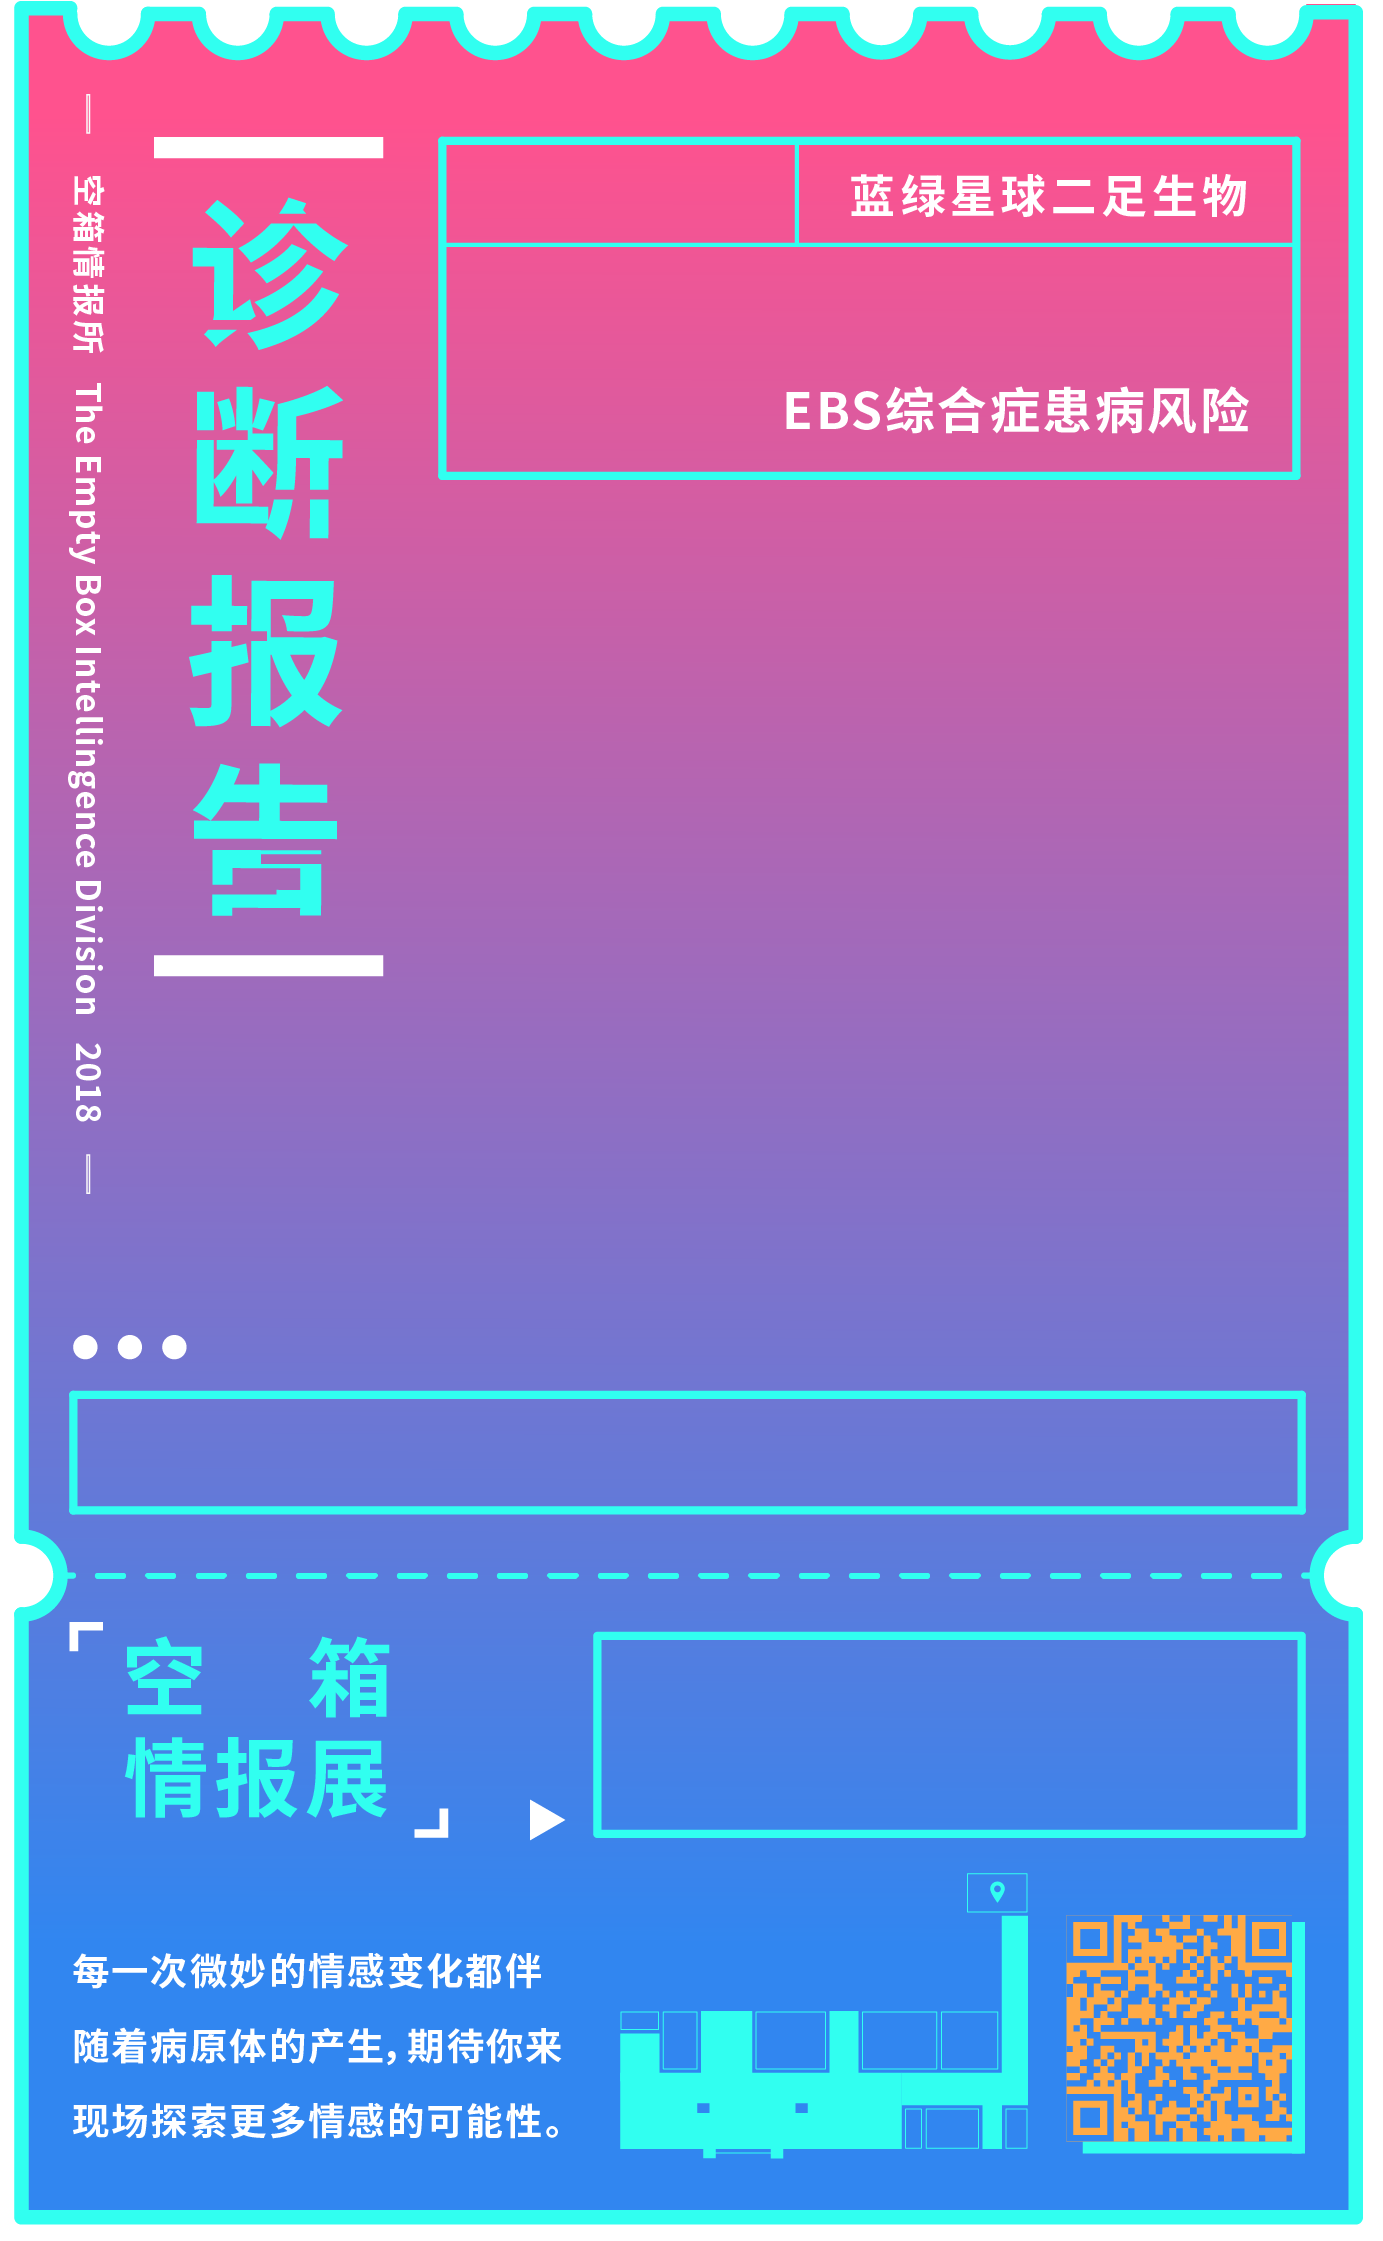 空箱情报所 The Empty Box Intellingence Division 2018
诊断报告
蓝绿星球二足生物
EBS综合症患病风险
空 箱
情报展
每一次微妙的情感变化都伴
随着病原体的产生，期待你来
现场探索更多情感的可能性。